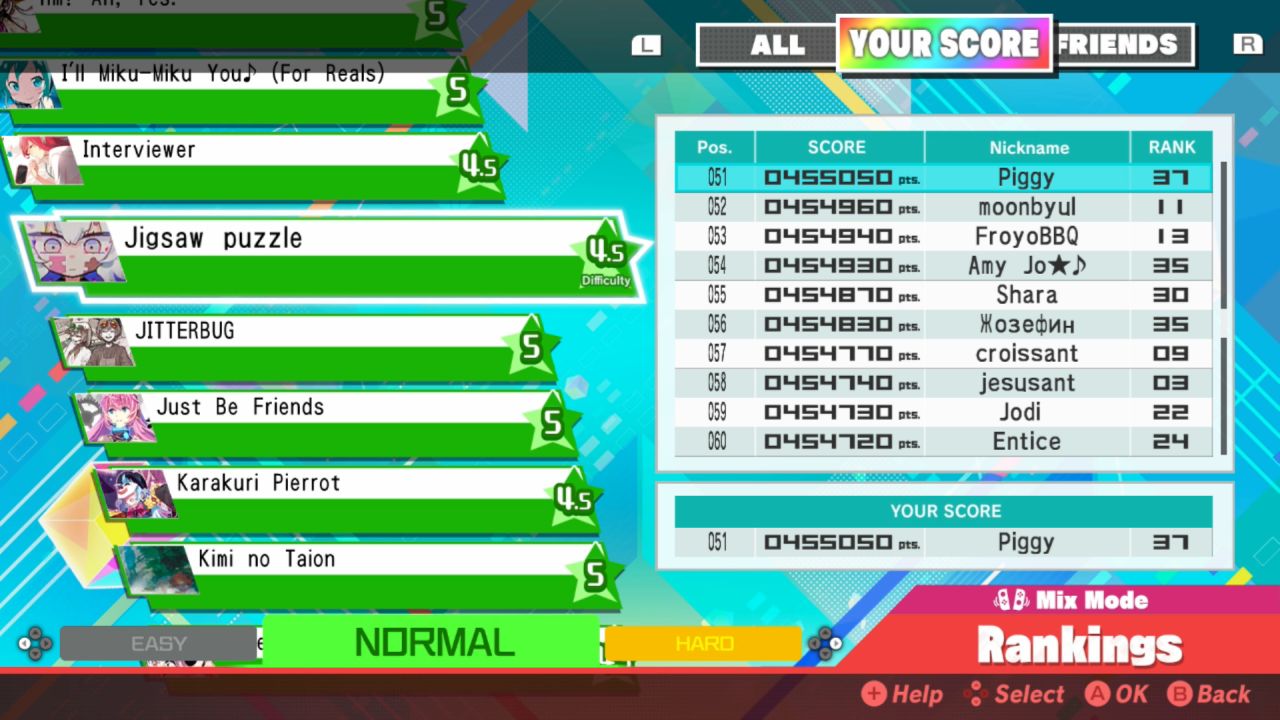 5
I'll Miku-Miku You♪ (For Reals)
5
Interviewer
4.5
Jigsaw puzzle
4.5
Difficulty
JITTERBUG
5
Just Be Friends
5
Karakuri Pierrot
4.5
Kimi no Taion
5
EASY
NORMAL
HARD
L
ALL
YOUR SCORE
FRIENDS
R
Pos. SCORE Nickname RANK
051 0455050 pts. Piggy 37
052 0454960 pts. moonbyul 11
053 0454940 pts. FroyoBBQ 13
054 0454930 pts. Amy Jo★♪ 35
055 0454870 pts. Shara 30
056 0454830 pts. Жозефин 35
057 0454770 pts. croissant 09
058 0454740 pts. jesusant 03
059 0454730 pts. Jodi 22
060 0454720 pts. Entice 24
YOUR SCORE
051 0455050 pts. Piggy 37
Mix Mode
Rankings
+ Help Select A OK B Back